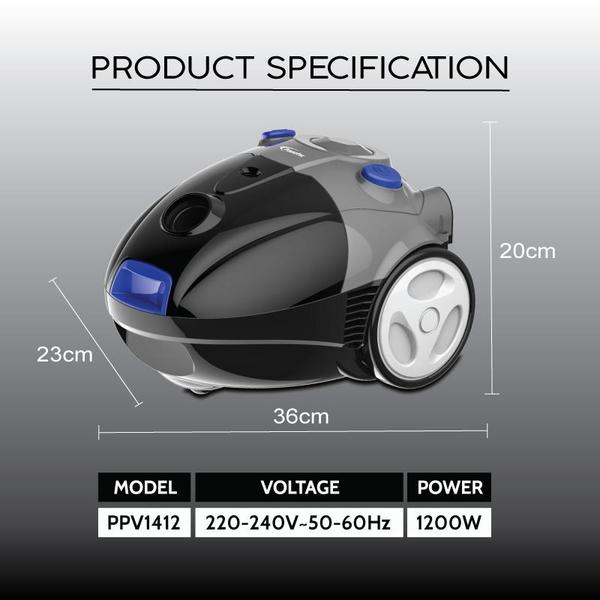 PRODUCT SPECIFICATION
20cm
23cm
36cm
MODEL VOLTAGE POWER
PPV1412 220-240V~50-60Hz 1200W